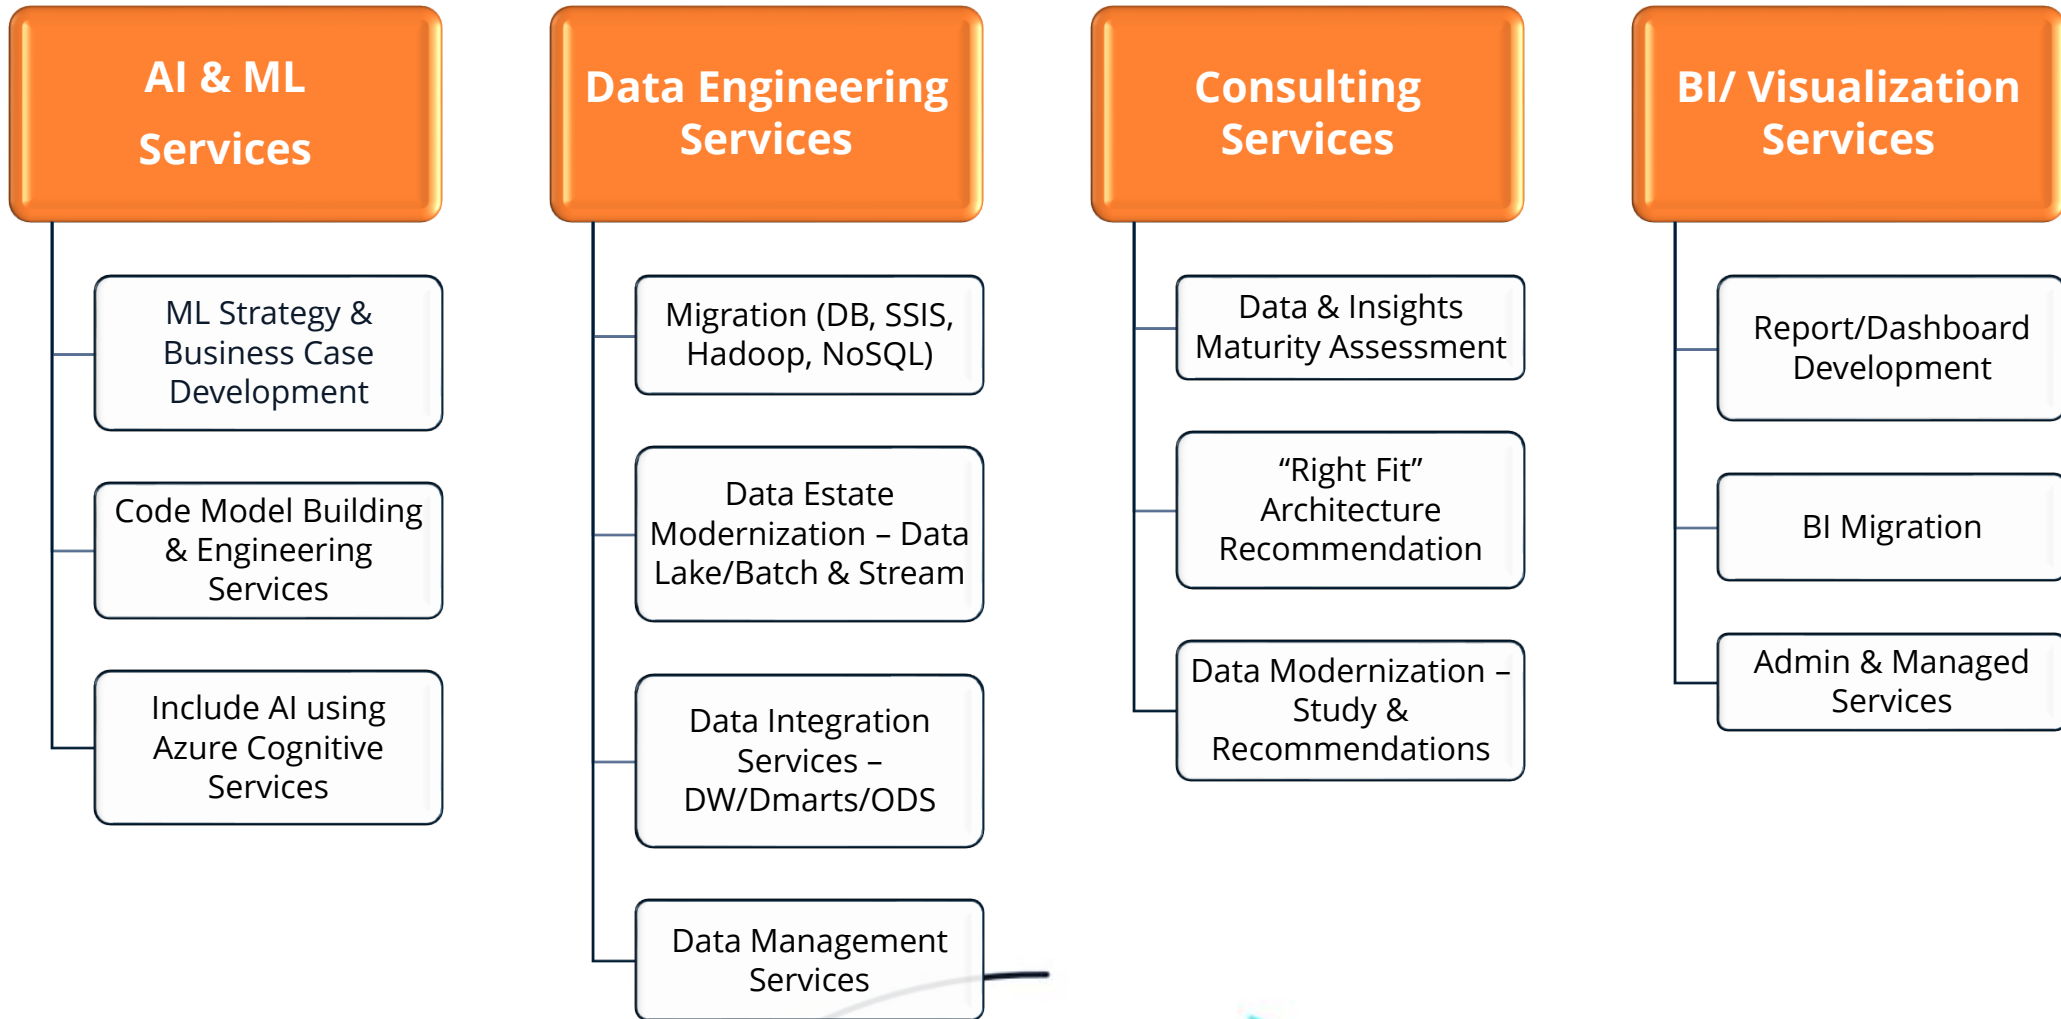 AI & ML
Services
ML Strategy &
Business Case
Development
Code Model Building
& Engineering
Services
Include AI using
Azure Cognitive
Services
Data Engineering
Services
Migration (DB, SSIS,
Hadoop, NoSQL)
Data Estate
Modernization – Data
Lake/Batch & Stream
Data Integration
Services –
DW/Dmarts/ODS
Data Management
Services
Consulting
Services
Data & Insights
Maturity Assessment
“Right Fit”
Architecture
Recommendation
Data Modernization –
Study &
Recommendations
BI/ Visualization
Services
Report/Dashboard
Development
BI Migration
Admin & Managed
Services